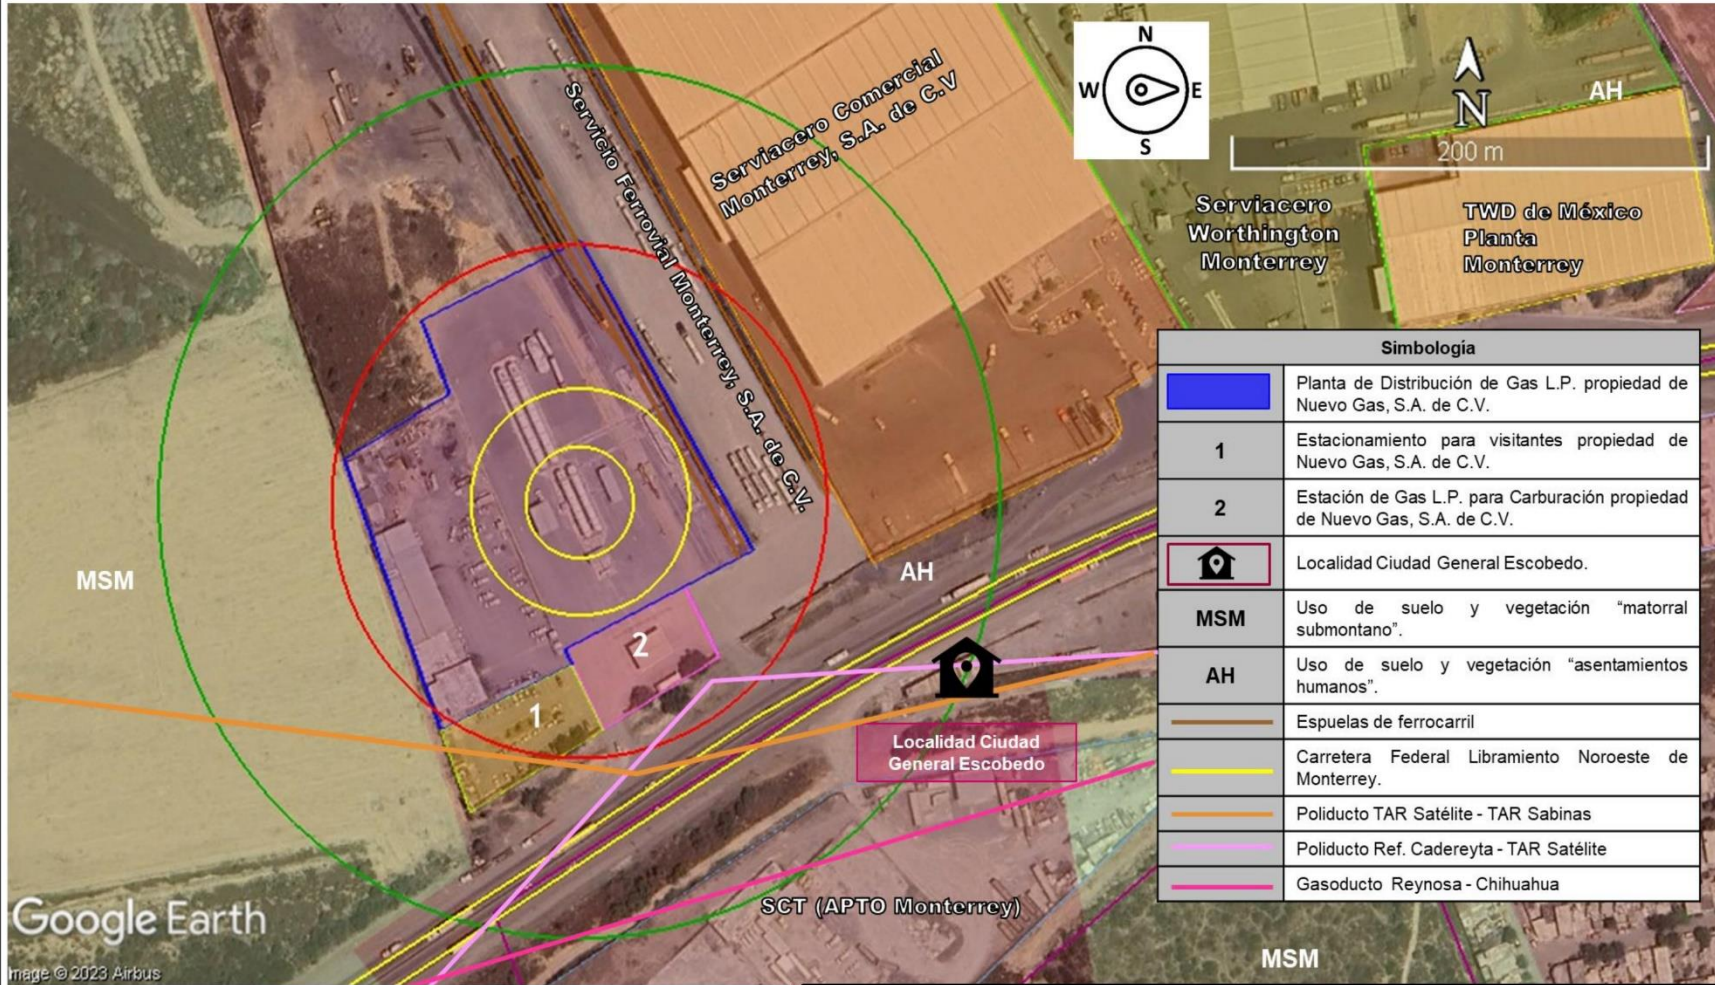 N
W
E
S
N
200 m
AH
Servicio Ferrovial Monterrey, S.A. de C.V.
Serviacero Comercial
Monterrey, S.A. de C.V
Serviacero
Worthington
Monterrey
TWD de México
Planta
Monterrey
MSM
AH
2
1
Localidad Ciudad
General Escobedo
SCT (APTO Monterrey)
MSM
Google Earth
Image © 2023 Airbus
Simbología
Planta de Distribución de Gas L.P. propiedad de
Nuevo Gas, S.A. de C.V.
1
Estacionamiento para visitantes propiedad de
Nuevo Gas, S.A. de C.V.
2
Estación de Gas L.P. para Carburación propiedad
de Nuevo Gas, S.A. de C.V.
Localidad Ciudad General Escobedo.
MSM
Uso de suelo y vegetación “matorral
submontano”.
AH
Uso de suelo y vegetación “asentamientos
humanos”.
Espuelas de ferrocarril
Carretera Federal Libramiento Noroeste de
Monterrey.
Poliducto TAR Satélite - TAR Sabinas
Poliducto Ref. Cadereyta - TAR Satélite
Gasoducto Reynosa - Chihuahua